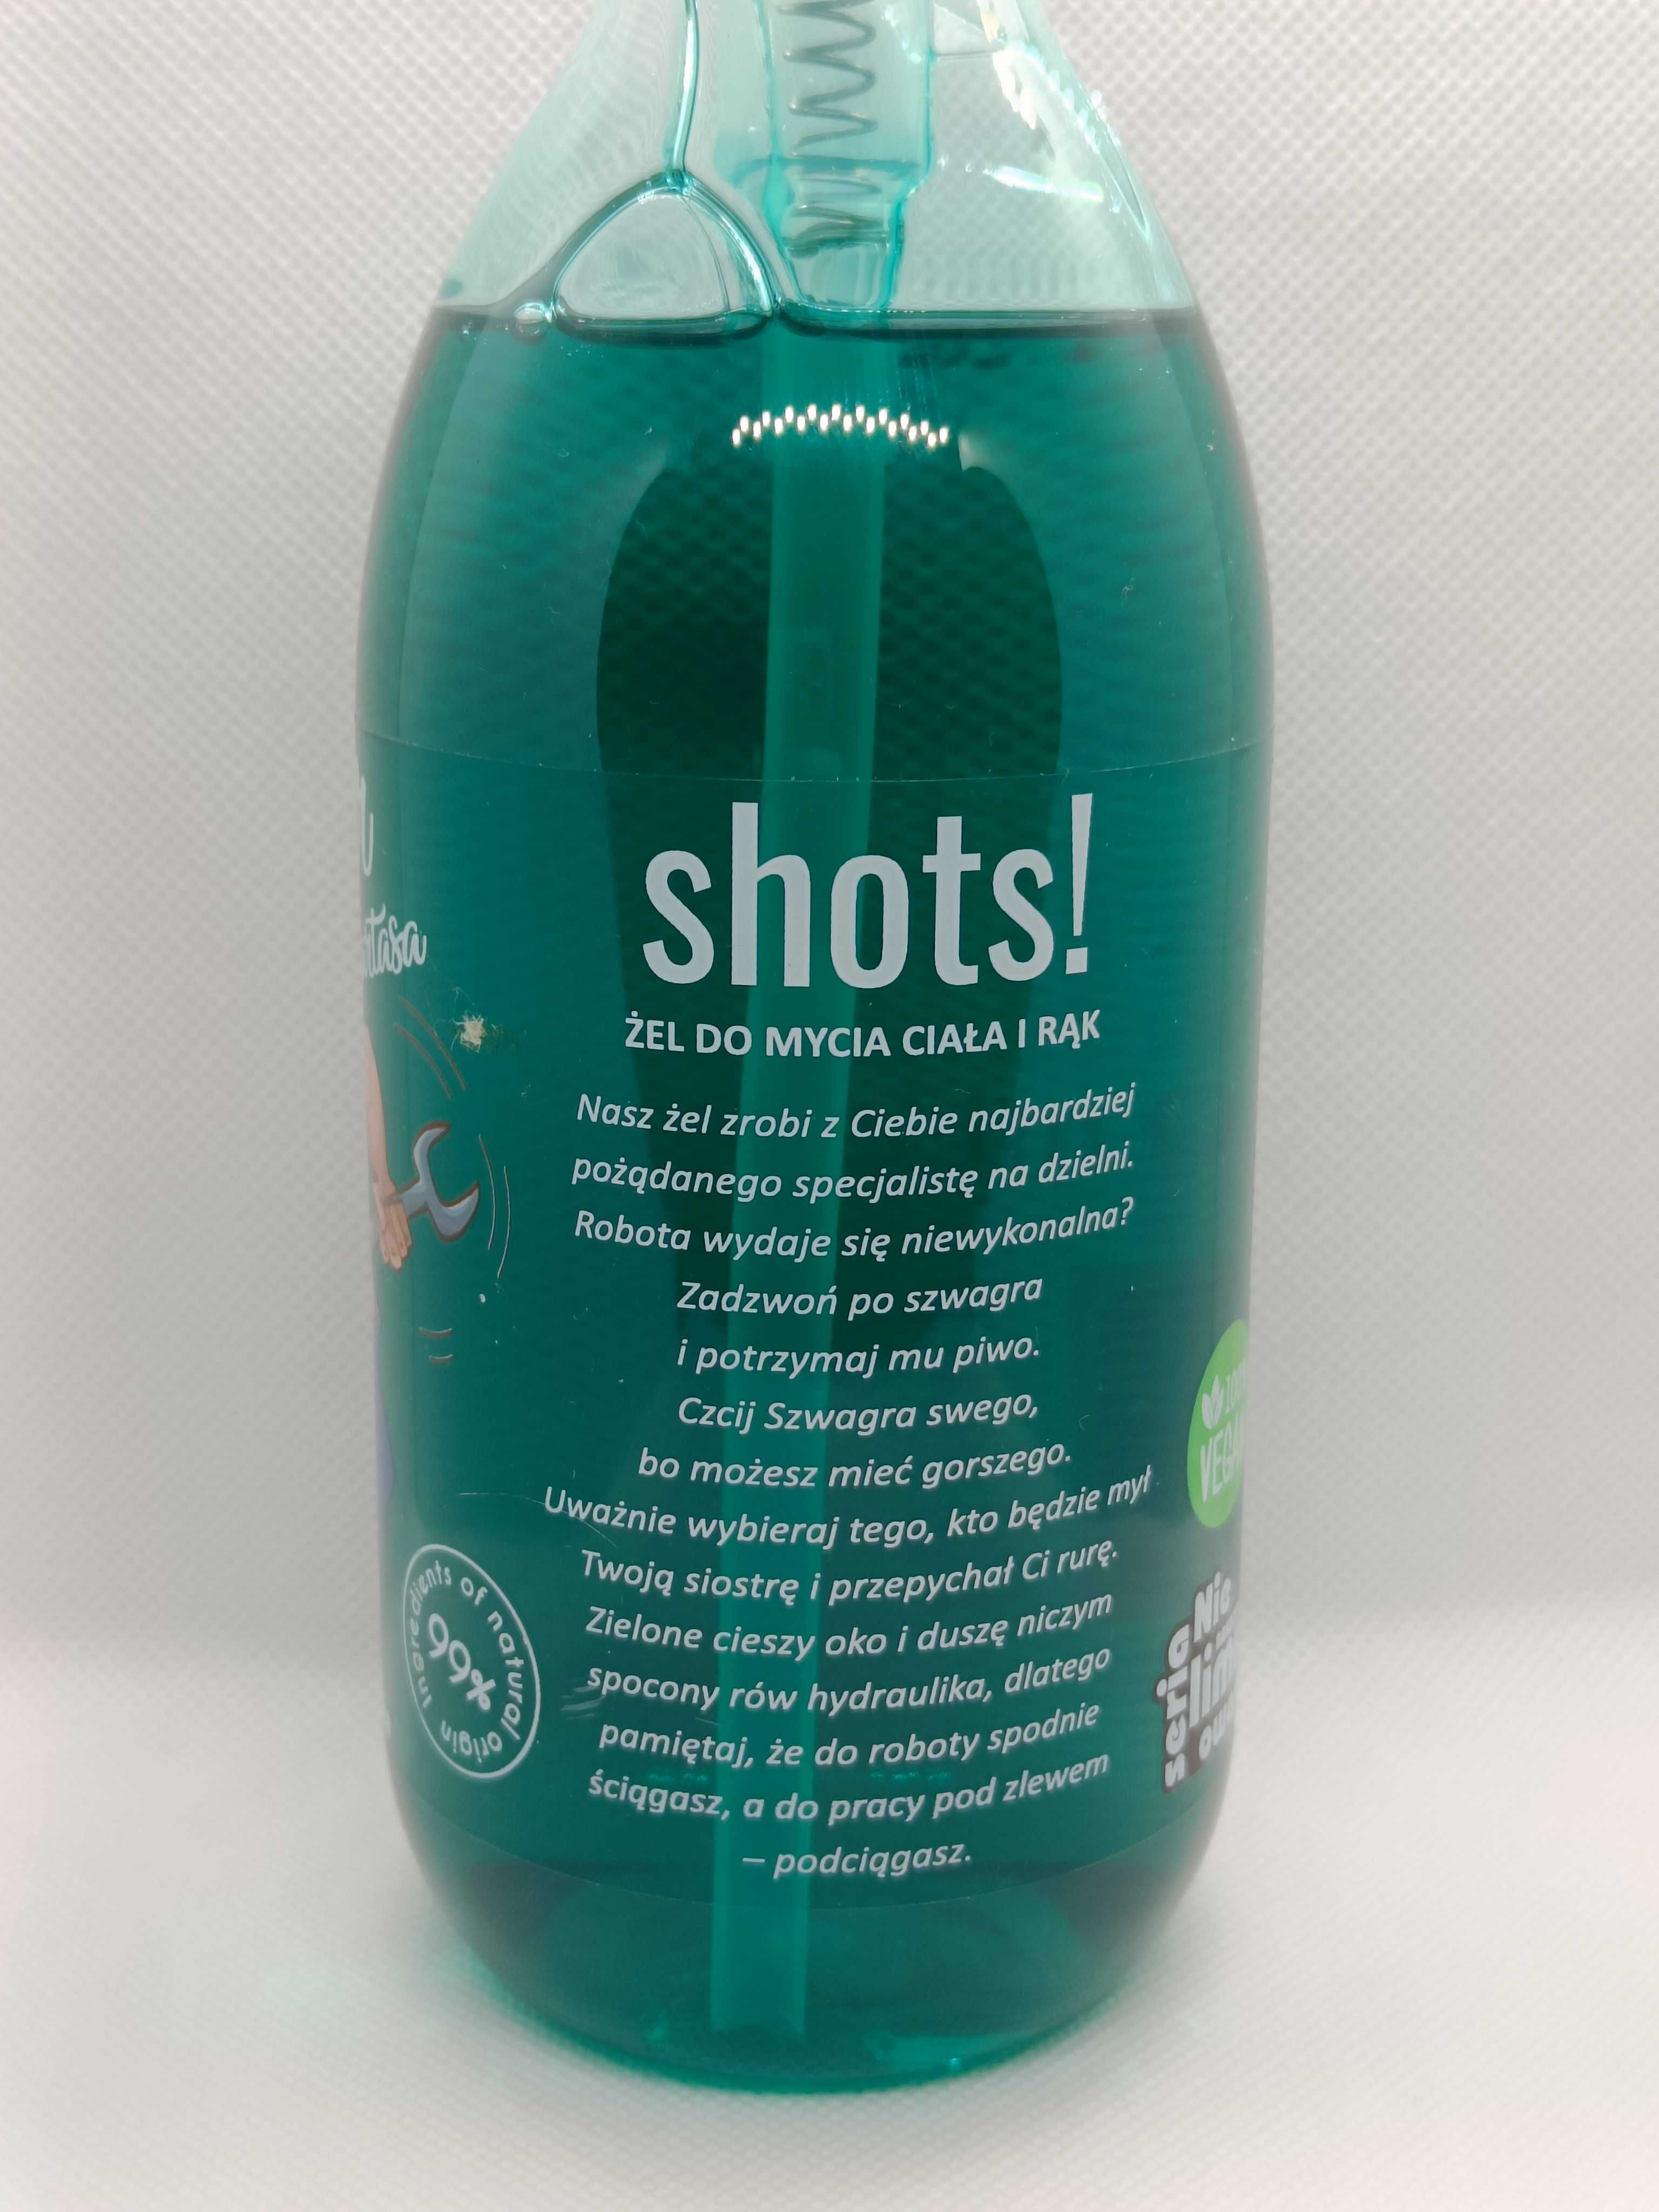 shots!
ŻEL DO MYCIA CIAŁA I RĄK
Nasz żel zrobi z Ciebie najbardziej
pożądanego specjalistę na dzielni.
Robota wydaje się niewykonalna?
Zadzwoń po szwagra
i potrzymaj mu piwo.
Czcij Szwagra swego,
bo możesz mieć gorszego.
Uważnie wybieraj tego, kto będzie mył
Twoją siostrę i przepychał Ci rurę.
Zielone cieszy oko i duszę niczym
spocony rów hydraulika, dlatego
pamiętaj, że do roboty spodnie
ściągasz, a do pracy pod zlewem
– podciągasz.
Ingredients of natural origin
99%
Nie